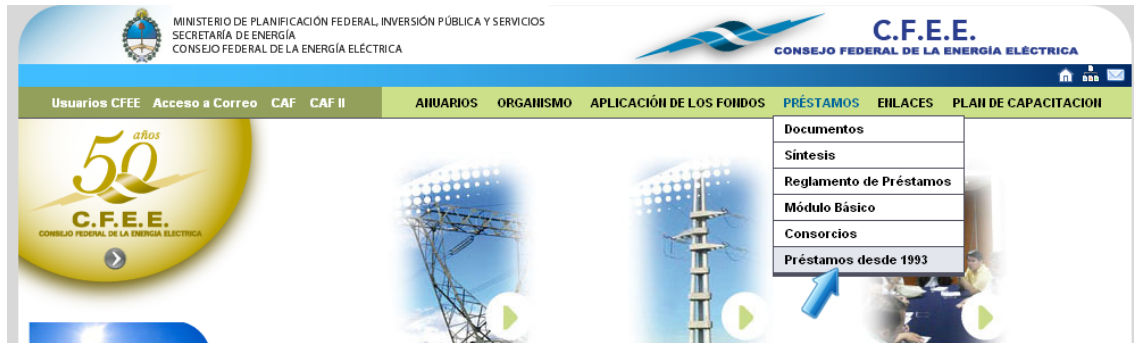 MINISTERIO DE PLANIFICACIÓN FEDERAL, INVERSIÓN PÚBLICA Y SERVICIOS
SECRETARÍA DE ENERGÍA
CONSEJO FEDERAL DE LA ENERGÍA ELÉCTRICA
C.F.E.E.
CONSEJO FEDERAL DE LA ENERGÍA ELÉCTRICA
Usuarios CFEE Acceso a Correo CAF CAF II ANUARIOS ORGANISMO APLICACIÓN DE LOS FONDOS PRÉSTAMOS ENLACES PLAN DE CAPACITACION
Documentos
Síntesis
Reglamento de Préstamos
Módulo Básico
Consorcios
Préstamos desde 1993
años
50
C.F.E.E.
CONSEJO FEDERAL DE LA ENERGIA ELECTRICA